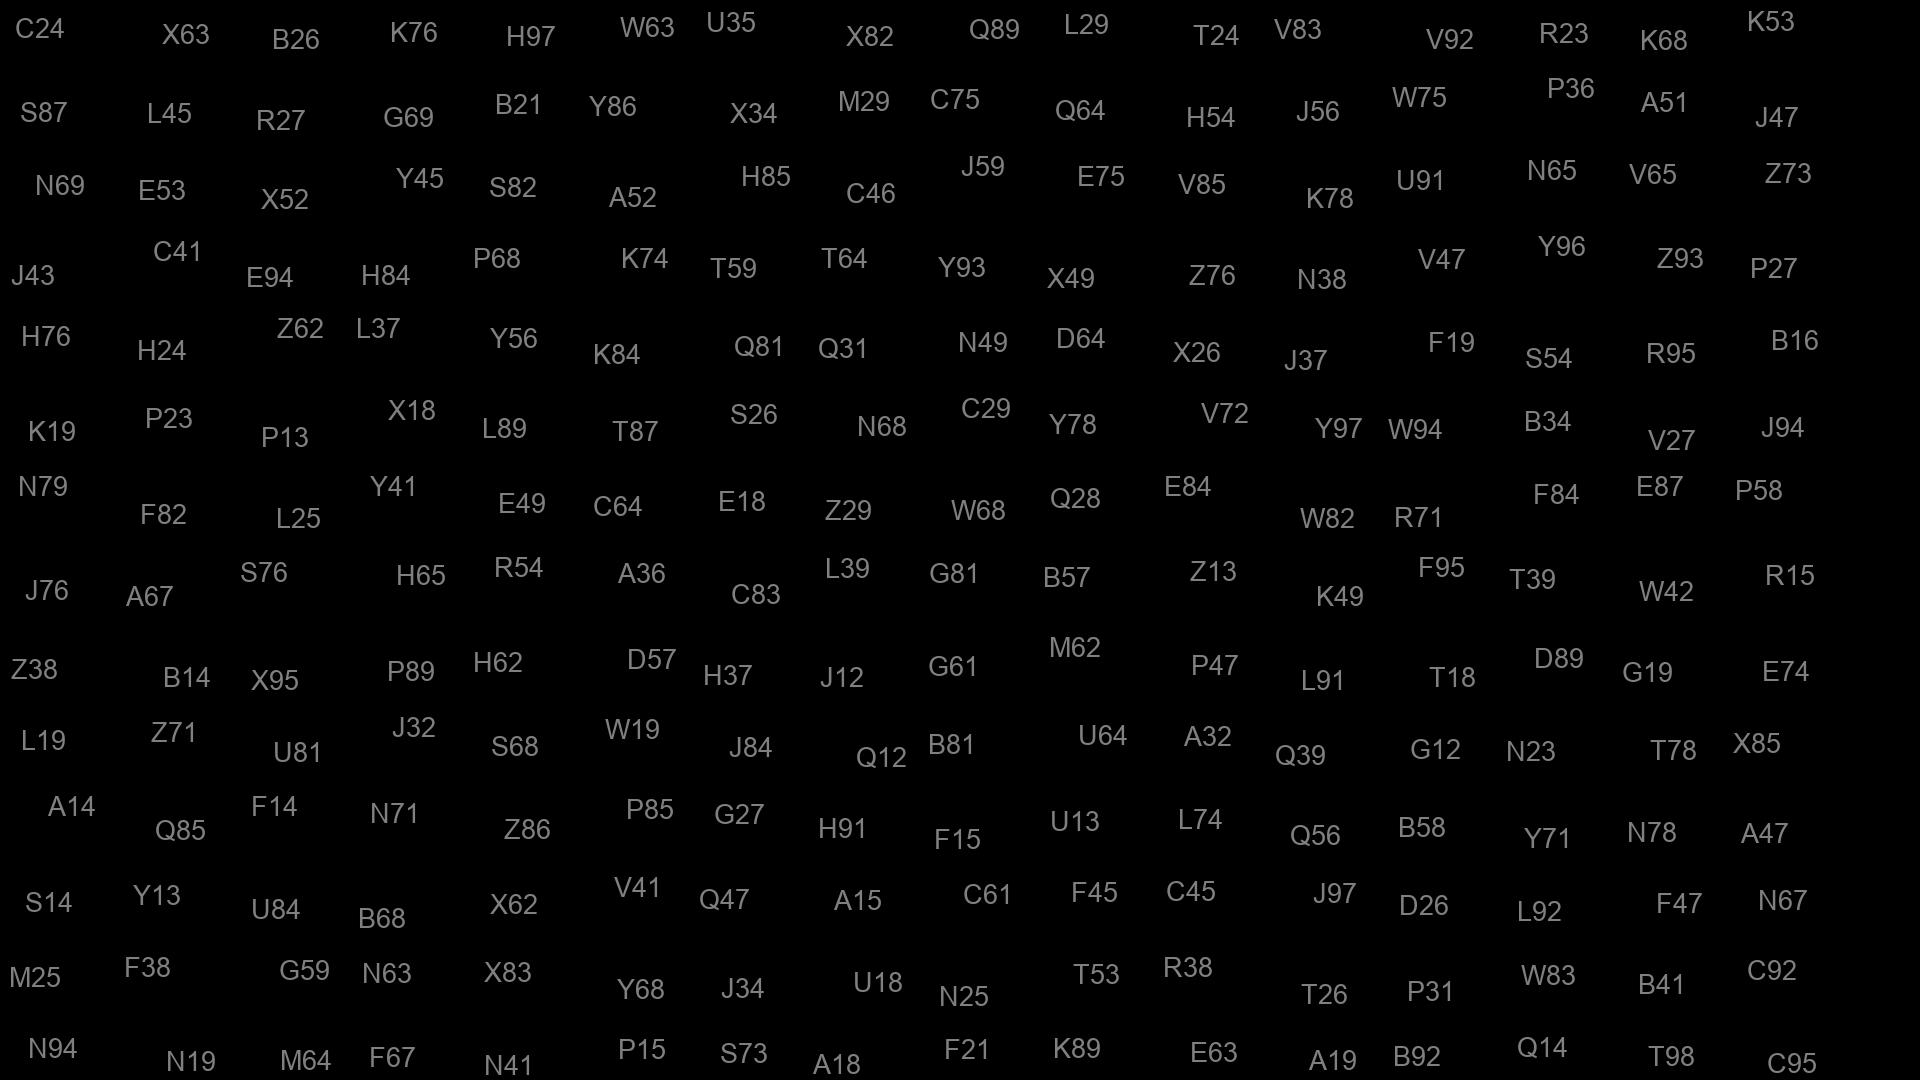 C24 X63 B26 K76 H97 W63 U35 X82 Q89 L29 T24 V83 V92 R23 K68 K53
S87 L45 R27 G69 B21 Y86 X34 M29 C75 Q64 H54 J56 W75 P36 A51 J47
N69 E53 X52 Y45 S82 A52 H85 C46 J59 E75 V85 K78 U91 N65 V65 Z73
J43 C41 E94 H84 P68 K74 T59 T64 Y93 X49 Z76 N38 V47 Y96 Z93 P27
H76 H24 Z62 L37 Y56 K84 Q81 Q31 N49 D64 X26 J37 F19 S54 R95 B16
K19 P23 P13 X18 L89 T87 S26 N68 C29 Y78 V72 Y97 W94 B34 V27 J94
N79 F82 L25 Y41 E49 C64 E18 Z29 W68 Q28 E84 W82 R71 F84 E87 P58
J76 A67 S76 H65 R54 A36 C83 L39 G81 B57 Z13 K49 F95 T39 W42 R15
Z38 B14 X95 P89 H62 D57 H37 J12 G61 M62 P47 L91 T18 D89 G19 E74
L19 Z71 U81 J32 S68 W19 J84 Q12 B81 U64 A32 Q39 G12 N23 T78 X85
A14 Q85 F14 N71 Z86 P85 G27 H91 F15 U13 L74 Q56 B58 Y71 N78 A47
S14 Y13 U84 B68 X62 V41 Q47 A15 C61 F45 C45 J97 D26 L92 F47 N67
M25 F38 G59 N63 X83 Y68 J34 U18 N25 T53 R38 T26 P31 W83 B41 C92
N94 N19 M64 F67 N41 P15 S73 A18 F21 K89 E63 A19 B92 Q14 T98 C95